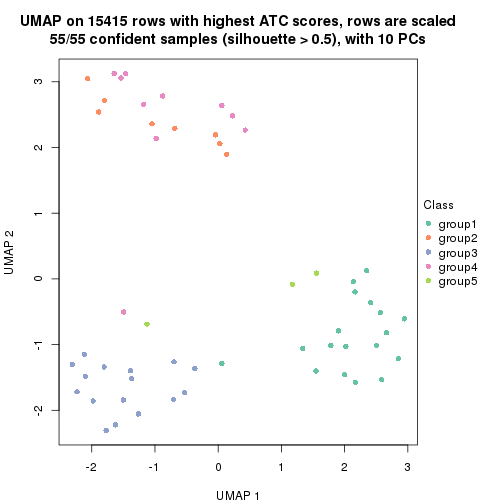 UMAP on 15415 rows with highest ATC scores, rows are scaled
55/55 confident samples (silhouette > 0.5), with 10 PCs
3
2
1
0
-1
-2
UMAP 2
-2
-1
0
1
2
3
UMAP 1
Class
group1
group2
group3
group4
group5